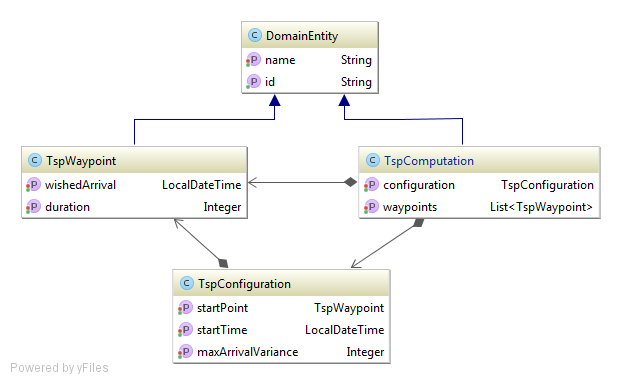 C DomainEntity
P name String
P id String
C TspWaypoint
P wishedArrival LocalDateTime
P duration Integer
C TspComputation
P configuration TspConfiguration
P waypoints List<TspWaypoint>
C TspConfiguration
P startPoint TspWaypoint
P startTime LocalDateTime
P maxArrivalVariance Integer
Powered by yFiles